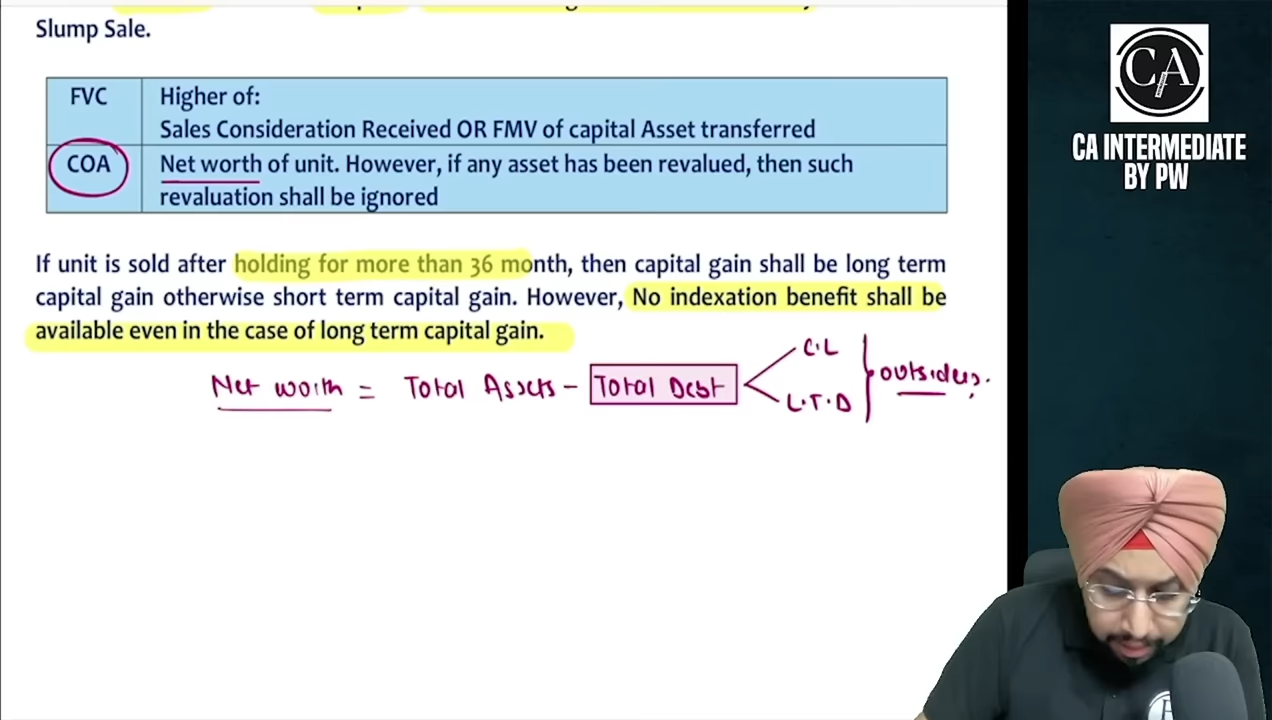 Slump Sale.
FVC Higher of:
Sales Consideration Received OR FMV of capital Asset transferred
COA Net worth of unit. However, if any asset has been revalued, then such
revaluation shall be ignored
If unit is sold after holding for more than 36 month, then capital gain shall be long term
capital gain otherwise short term capital gain. However, No indexation benefit shall be
available even in the case of long term capital gain.
Net worth = Total Assets - Total Debt
C.L
L.T.D
outsiders.
CA
CA INTERMEDIATE
BY PW